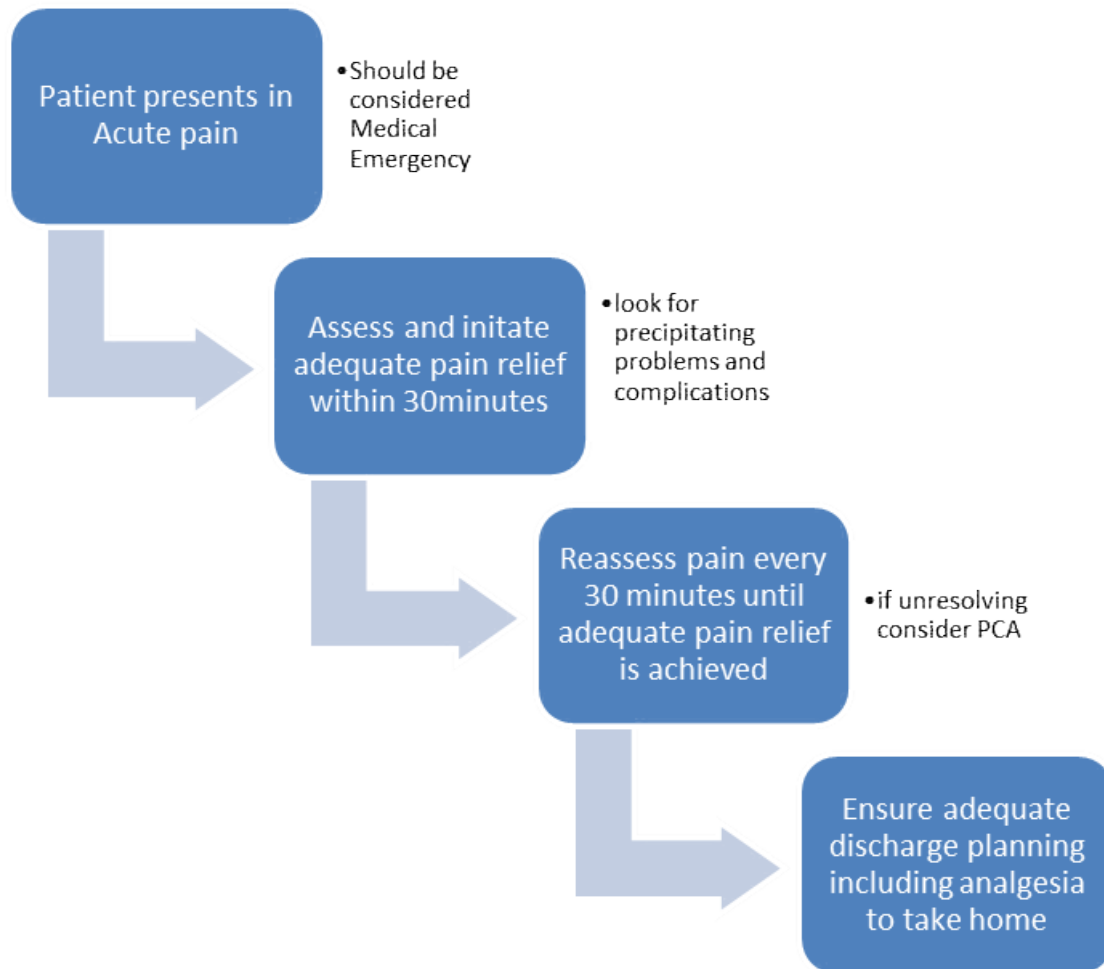 Patient presents in
Acute pain
•Should be
considered
Medical
Emergency
Assess and initate
adequate pain relief
within 30minutes
•look for
precipitating
problems and
complications
Reassess pain every
30 minutes until
adequate pain relief
is achieved
•if unresolving
consider PCA
Ensure adequate
discharge planning
including analgesia
to take home